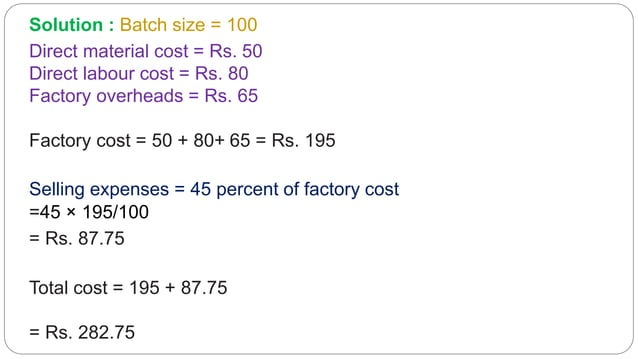 Solution : Batch size = 100
Direct material cost = Rs. 50
Direct labour cost = Rs. 80
Factory overheads = Rs. 65
Factory cost = 50 + 80+ 65 = Rs. 195
Selling expenses = 45 percent of factory cost
=45 × 195/100
= Rs. 87.75
Total cost = 195 + 87.75
= Rs. 282.75